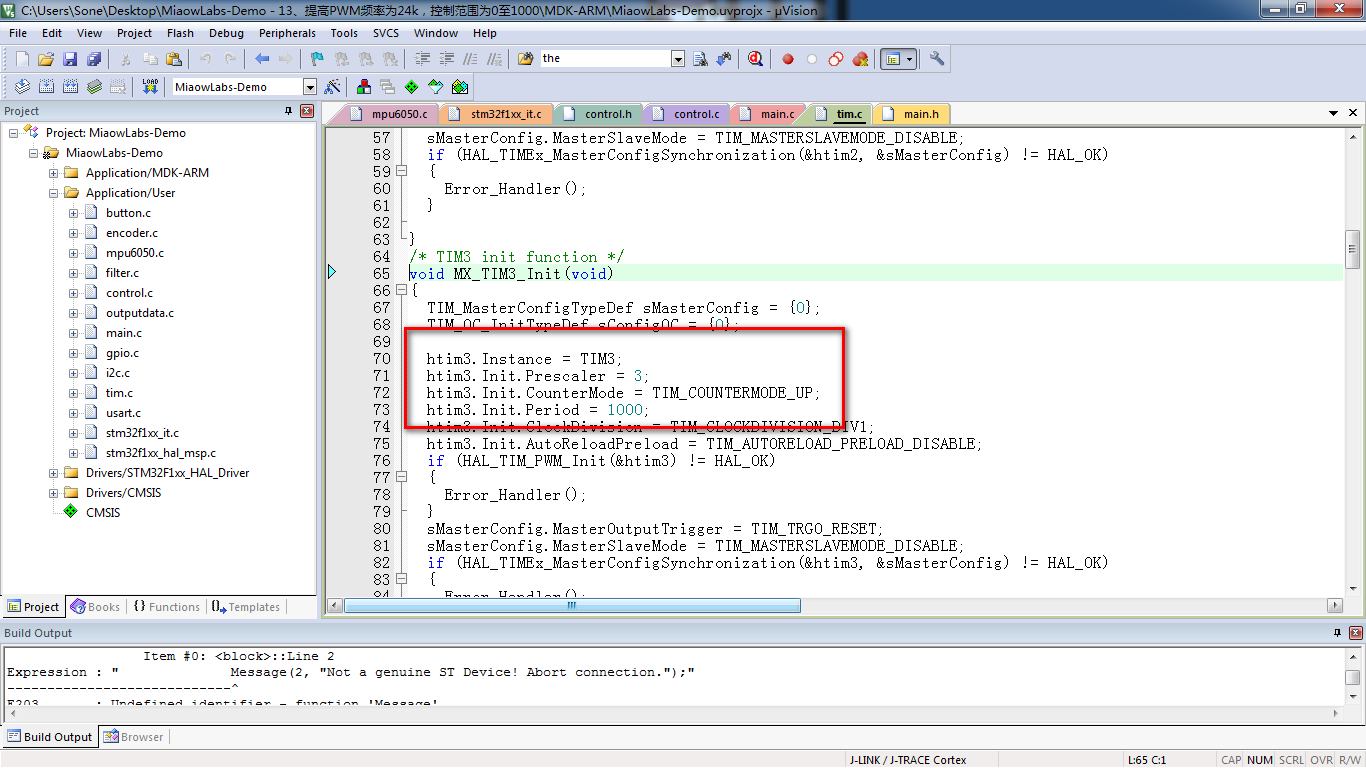 C:\Users\Sone\Desktop\MiaowLabs-Demo - 13、提高PWM频率为24k，控制范围为0至1000\MDK-ARM\MiaowLabs-Demo.uvprojx - µVision
File Edit View Project Flash Debug Peripherals Tools SVCS Window Help
the
LOAD MiaowLabs-Demo
Project
mpu6050.c stm32f1xx_it.c control.h control.c main.c tim.c main.h
Project: MiaowLabs-Demo
MiaowLabs-Demo
Application/MDK-ARM
Application/User
button.c
encoder.c
mpu6050.c
filter.c
control.c
outputdata.c
main.c
gpio.c
i2c.c
tim.c
usart.c
stm32f1xx_it.c
stm32f1xx_hal_msp.c
Drivers/STM32F1xx_HAL_Driver
Drivers/CMSIS
CMSIS
Project Books {} Functions Templates
57 sMasterConfig.MasterSlaveMode = TIM_MASTERSLAVEMODE_DISABLE;
58 if (HAL_TIMEx_MasterConfigSynchronization(&htim2, &sMasterConfig) != HAL_OK)
59 {
60 Error_Handler();
61 }
62
63 }
64 /* TIM3 init function */
65 void MX_TIM3_Init(void)
66 {
67 TIM_MasterConfigTypeDef sMasterConfig = {0};
68 TIM_OC_InitTypeDef sConfigOC = {0};
69
70 htim3.Instance = TIM3;
71 htim3.Init.Prescaler = 3;
72 htim3.Init.CounterMode = TIM_COUNTERMODE_UP;
73 htim3.Init.Period = 1000;
74 htim3.Init.ClockDivision = TIM_CLOCKDIVISION_DIV1;
75 htim3.Init.AutoReloadPreload = TIM_AUTORELOAD_PRELOAD_DISABLE;
76 if (HAL_TIM_PWM_Init(&htim3) != HAL_OK)
77 {
78 Error_Handler();
79 }
80 sMasterConfig.MasterOutputTrigger = TIM_TRGO_RESET;
81 sMasterConfig.MasterSlaveMode = TIM_MASTERSLAVEMODE_DISABLE;
82 if (HAL_TIMEx_MasterConfigSynchronization(&htim3, &sMasterConfig) != HAL_OK)
83 {
84 Error_Handler();
Build Output
Item #0: <block>::Line 2
Expression : " Message(2, "Not a genuine ST Device! Abort connection.");"
----------------------------^
E203 : Undefined identifier - function 'Message'
Build Output Browser
J-LINK / J-TRACE Cortex L:65 C:1 CAP NUM SCRL OVR R/W